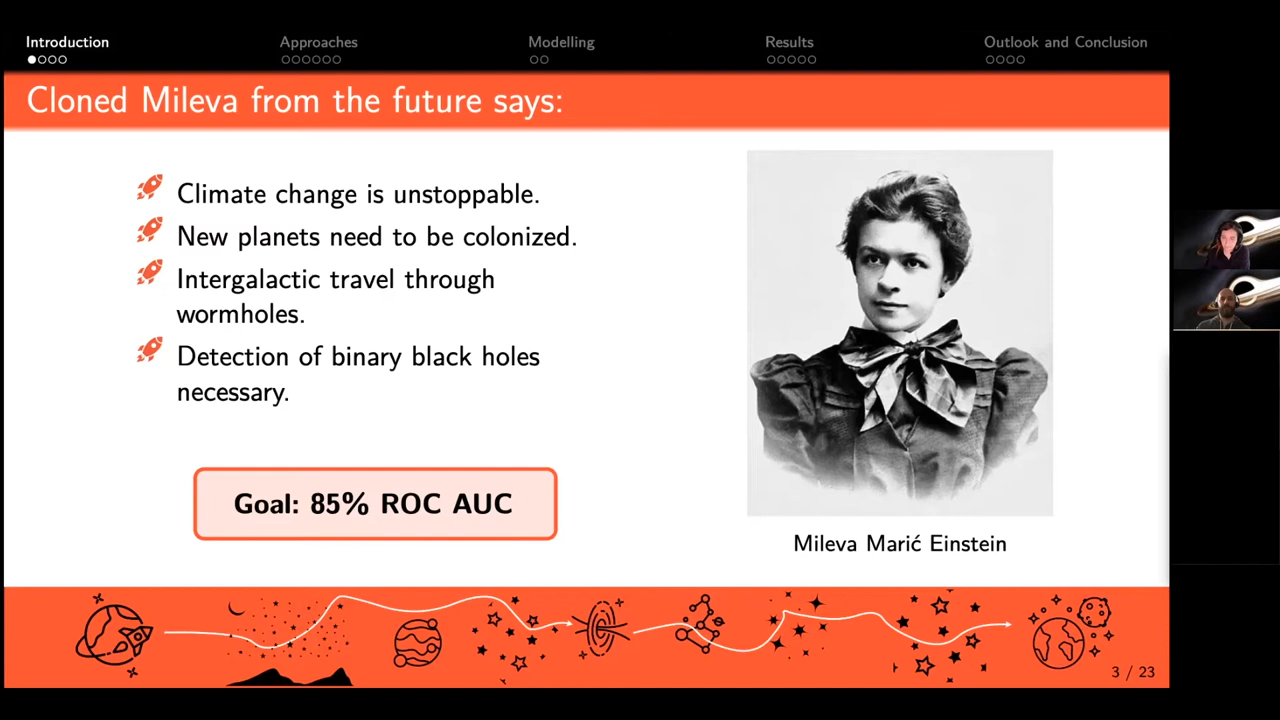 Introduction
Approaches
Modelling
Results
Outlook and Conclusion
Cloned Mileva from the future says:
Climate change is unstoppable.
New planets need to be colonized.
Intergalactic travel through
wormholes.
Detection of binary black holes
necessary.
Goal: 85% ROC AUC
Mileva Marić Einstein
3 / 23